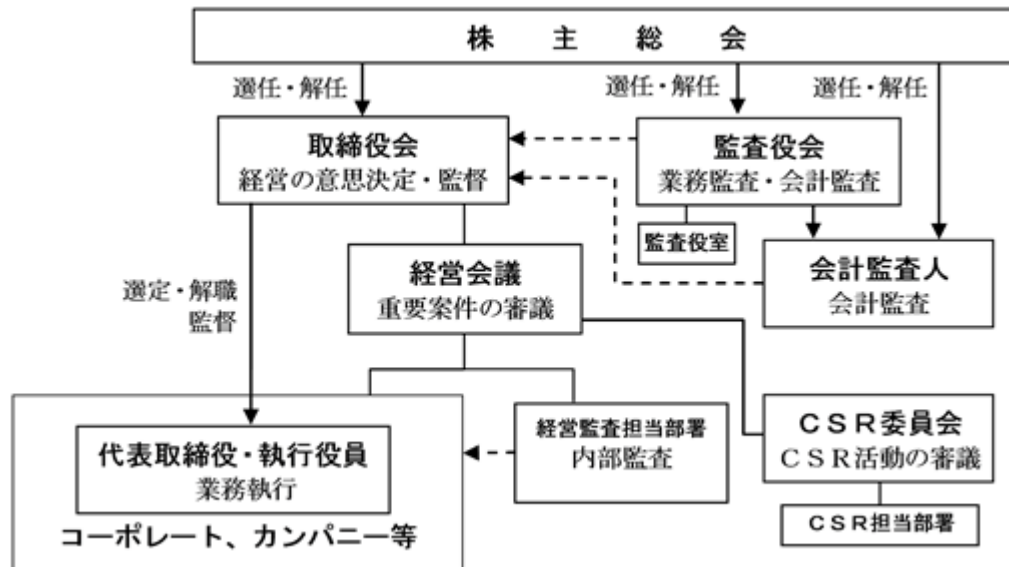 株主総会
選任・解任
選任・解任
選任・解任
取締役会
経営の意思決定・監督
監査役会
業務監査・会計監査
監査役室
会計監査人
会計監査
経営会議
重要案件の審議
選定・解職
監督
代表取締役・執行役員
業務執行
コーポレート、カンパニー等
経営監査担当部署
内部監査
CSR委員会
CSR活動の審議
CSR担当部署